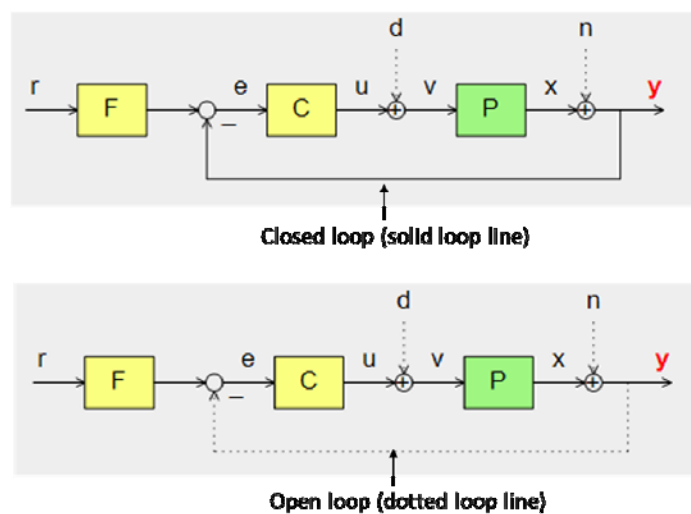 d n
r F e C u + v P x + y
−
Closed loop (solid loop line)
d n
r F e C u + v P x + y
−
Open loop (dotted loop line)